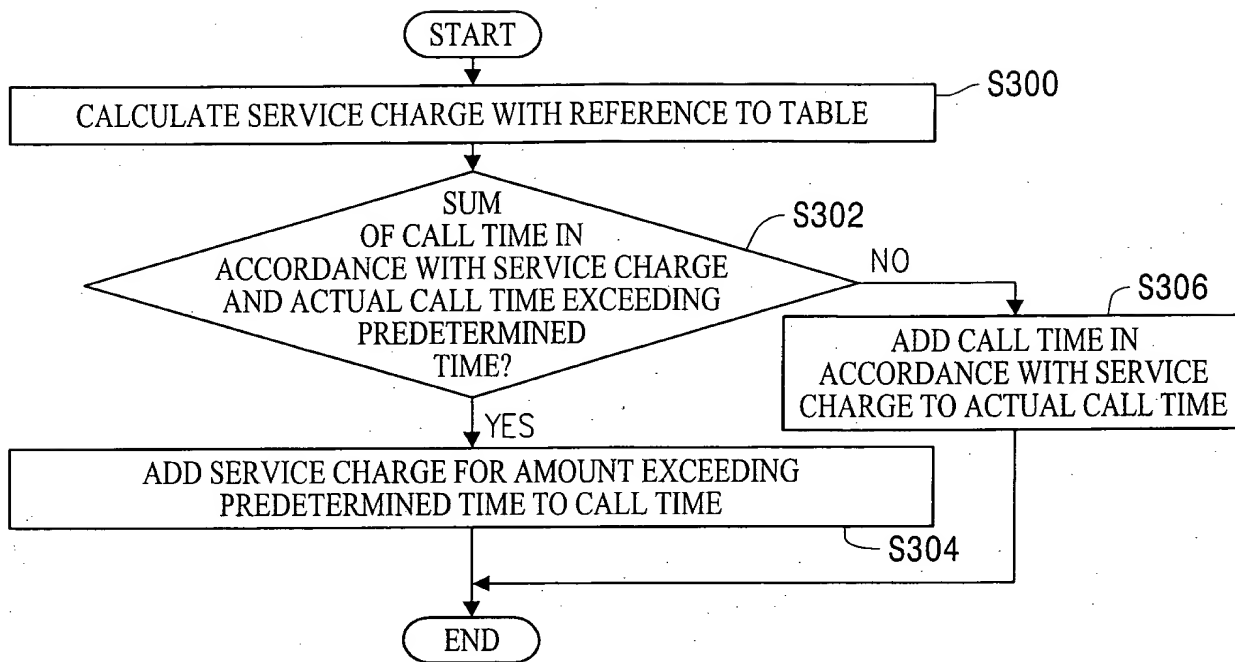 START
S300
CALCULATE SERVICE CHARGE WITH REFERENCE TO TABLE
SUM
OF CALL TIME IN
ACCORDANCE WITH SERVICE CHARGE
AND ACTUAL CALL TIME EXCEEDING
PREDETERMINED
TIME?
S302
NO
S306
ADD CALL TIME IN
ACCORDANCE WITH SERVICE
CHARGE TO ACTUAL CALL TIME
YES
ADD SERVICE CHARGE FOR AMOUNT EXCEEDING
PREDETERMINED TIME TO CALL TIME
S304
END